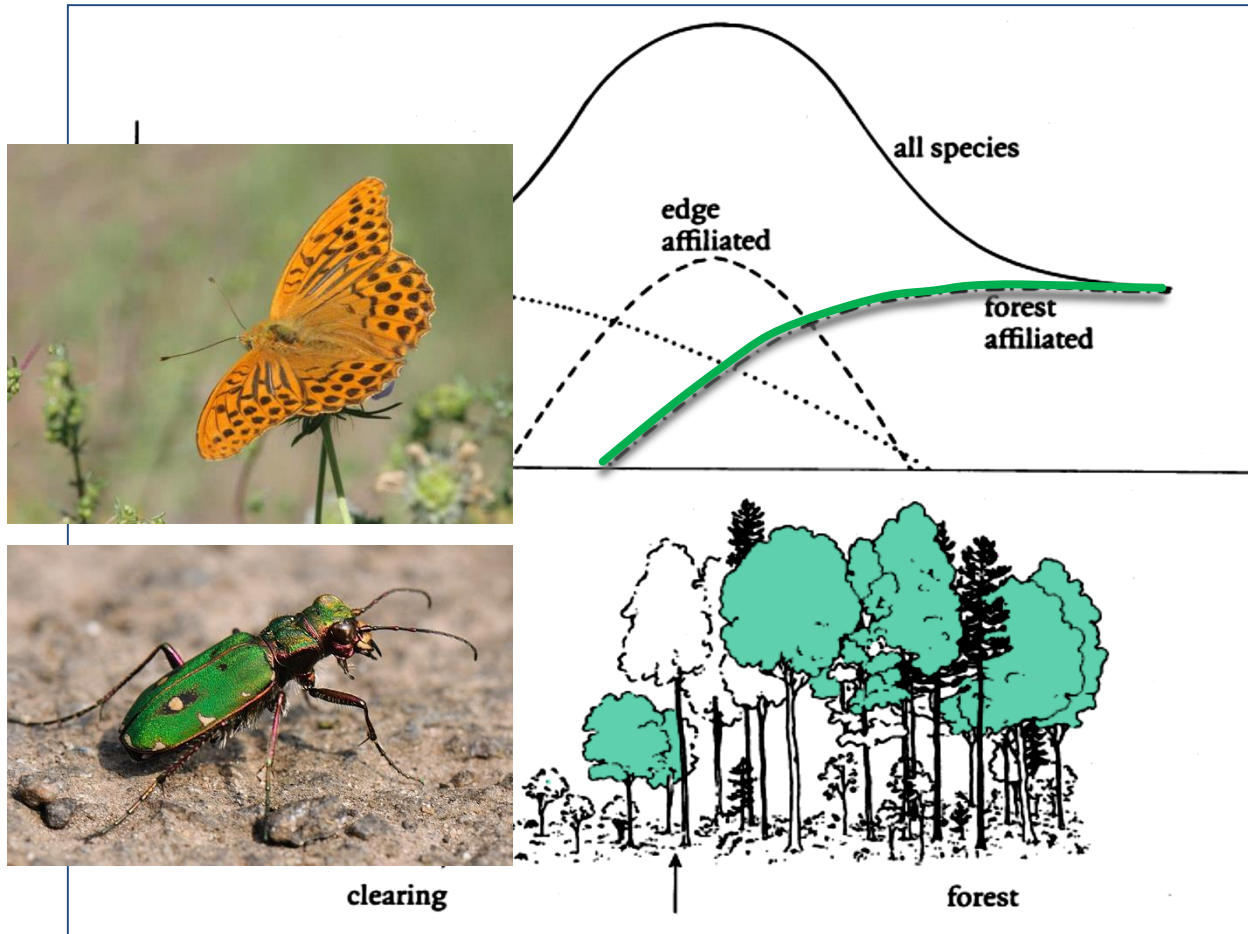 all species
edge
affiliated
forest
affiliated
clearing
forest